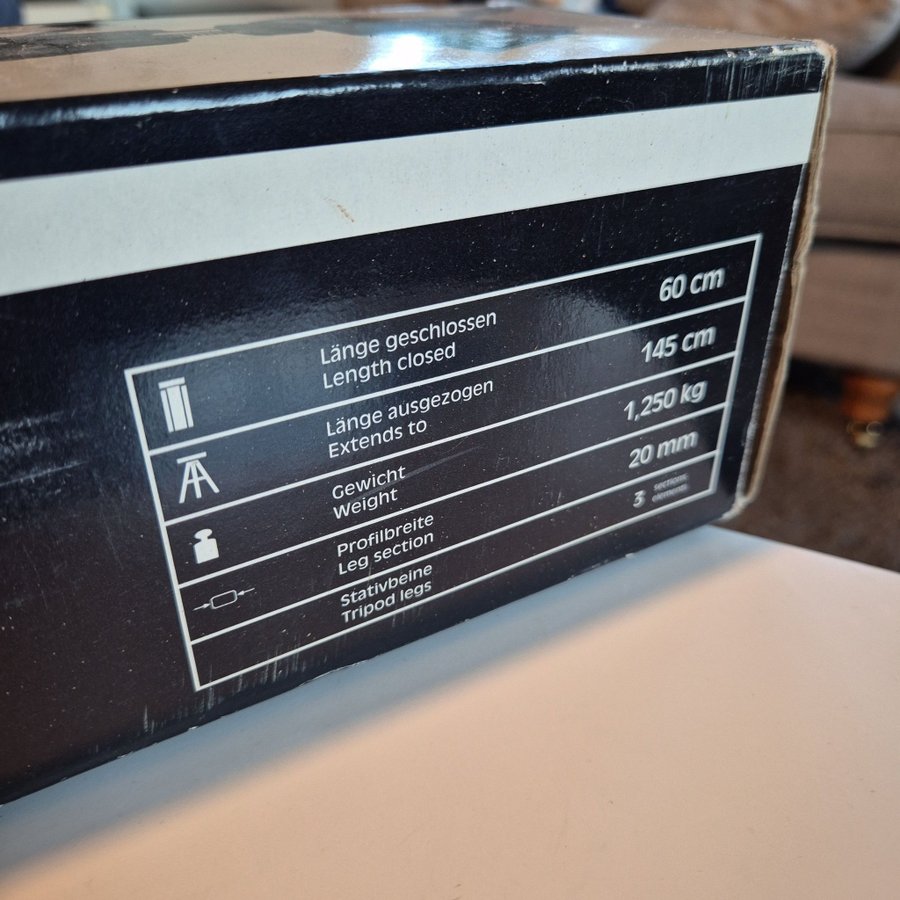 Länge geschlossen
Length closed
60 cm
Länge ausgezogen
Extends to
145 cm
Gewicht
Weight
1,250 kg
Profilbreite
Leg section
20 mm
Stativbeine
Tripod legs
3
sections
elements